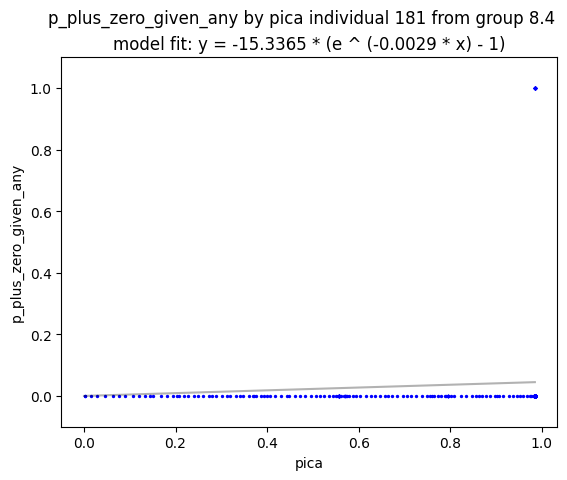 p_plus_zero_given_any by pica individual 181 from group 8.4
model fit: y = -15.3365 * (e ^ (-0.0029 * x) - 1)
p_plus_zero_given_any
1.0
0.8
0.6
0.4
0.2
0.0
0.0 0.2 0.4 0.6 0.8 1.0
pica